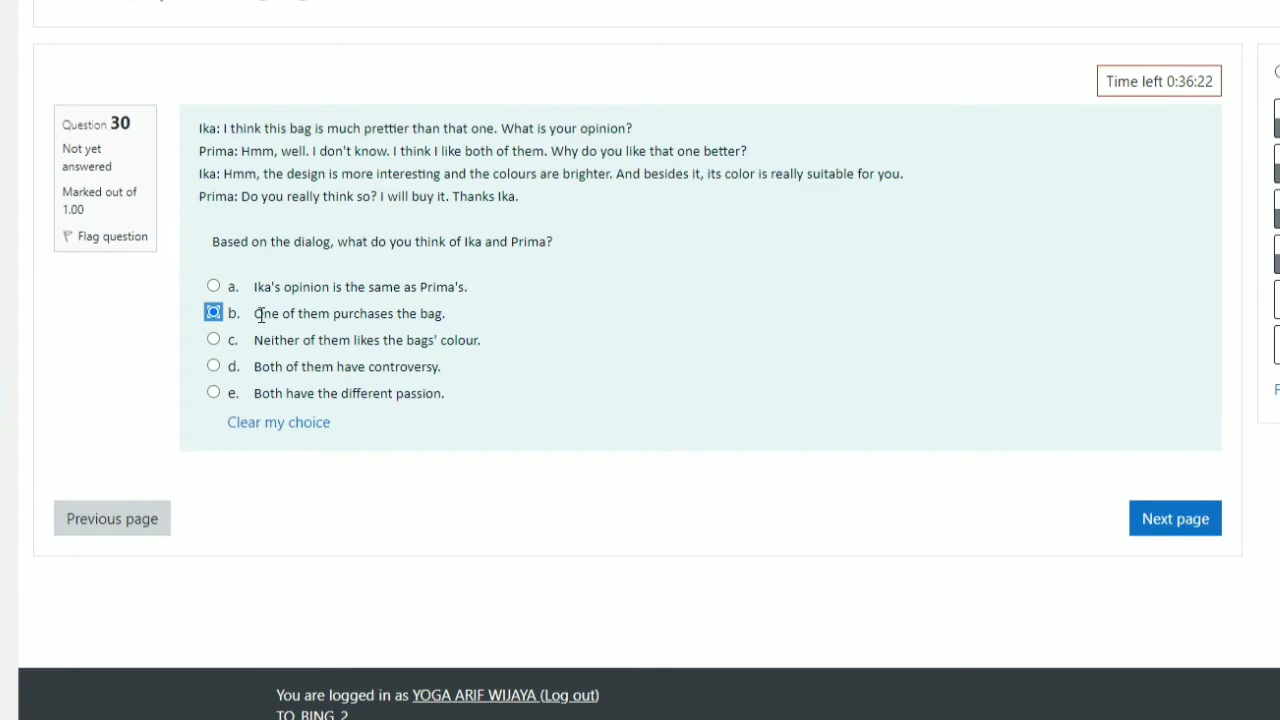 Time left 0:36:22
Question 30
Not yet
answered
Marked out of
1.00
Flag question
Ika: I think this bag is much prettier than that one. What is your opinion?
Prima: Hmm, well. I don't know. I think I like both of them. Why do you like that one better?
Ika: Hmm, the design is more interesting and the colours are brighter. And besides it, its color is really suitable for you.
Prima: Do you really think so? I will buy it. Thanks Ika.
Based on the dialog, what do you think of Ika and Prima?
a. Ika's opinion is the same as Prima's.
b. One of them purchases the bag.
c. Neither of them likes the bags' colour.
d. Both of them have controversy.
e. Both have the different passion.
Clear my choice
Previous page
Next page
You are logged in as YOGA ARIF WIJAYA (Log out)
TO_BING_2